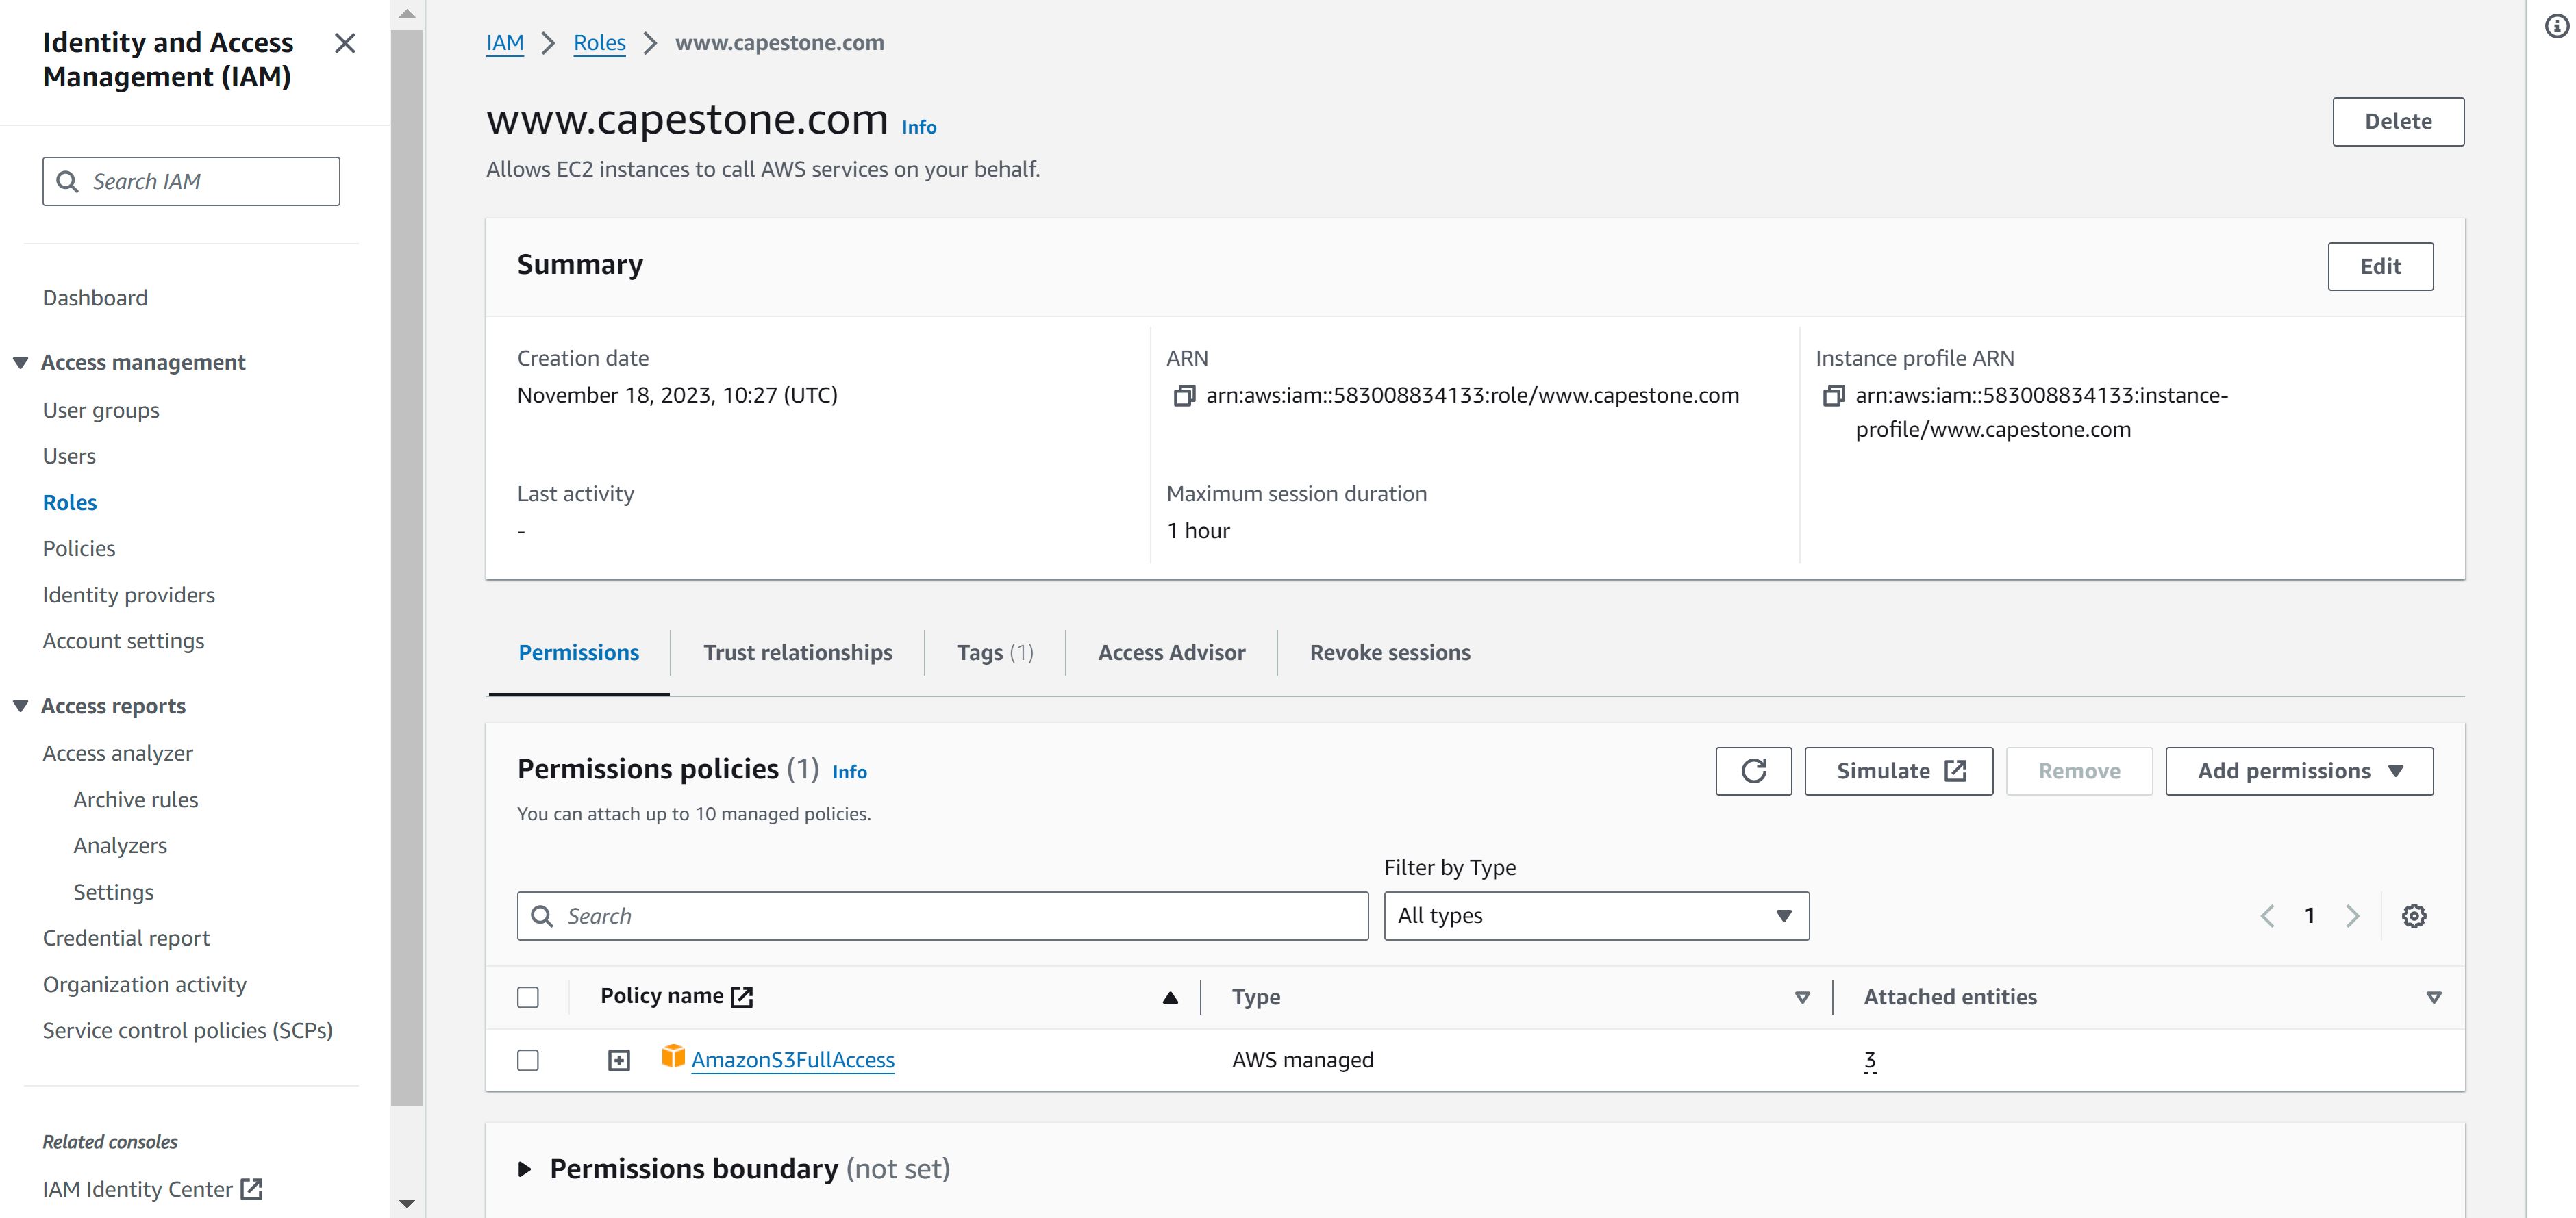 Identity and Access
Management (IAM)
Search IAM
Dashboard
Access management
User groups
Users
Roles
Policies
Identity providers
Account settings
Access reports
Access analyzer
Archive rules
Analyzers
Settings
Credential report
Organization activity
Service control policies (SCPs)
Related consoles
IAM Identity Center
IAM > Roles > www.capestone.com
www.capestone.com Info
Delete
Allows EC2 instances to call AWS services on your behalf.
Summary
Edit
Creation date
November 18, 2023, 10:27 (UTC)
ARN
arn:aws:iam::583008834133:role/www.capestone.com
Instance profile ARN
arn:aws:iam::583008834133:instance-
profile/www.capestone.com
Last activity
-
Maximum session duration
1 hour
Permissions
Trust relationships
Tags (1)
Access Advisor
Revoke sessions
Permissions policies (1) Info
Simulate
Remove
Add permissions
You can attach up to 10 managed policies.
Filter by Type
Search
All types
1
Policy name
Type
Attached entities
AmazonS3FullAccess
AWS managed
3
Permissions boundary (not set)